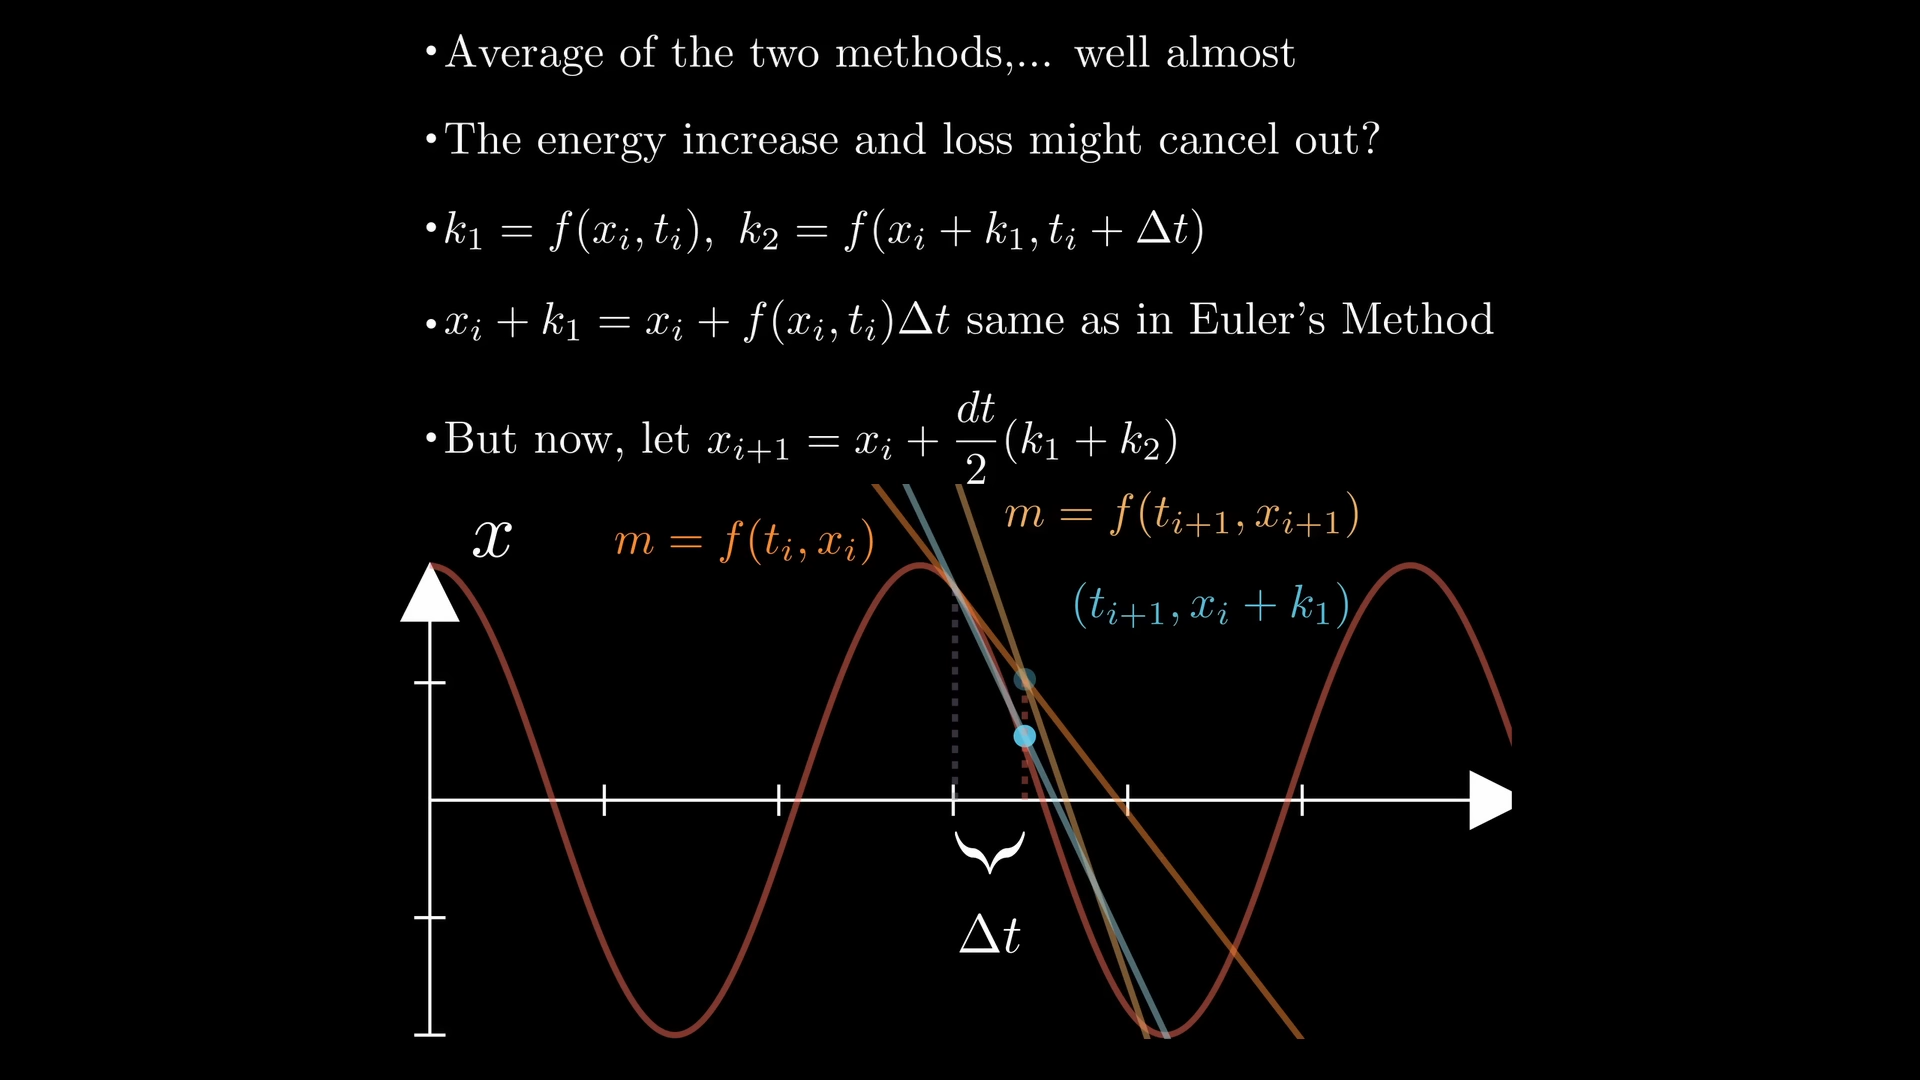 •Average of the two methods,... well almost
•The energy increase and loss might cancel out?
•k₁ = f(xᵢ, tᵢ), k₂ = f(xᵢ + k₁, tᵢ + Δt)
•xᵢ + k₁ = xᵢ + f(xᵢ, tᵢ)Δt same as in Euler's Method
•But now, let xᵢ₊₁ = xᵢ + dt/2 (k₁ + k₂)
x
m = f(tᵢ, xᵢ)
m = f(tᵢ₊₁, xᵢ₊₁)
(tᵢ₊₁, xᵢ + k₁)
Δt